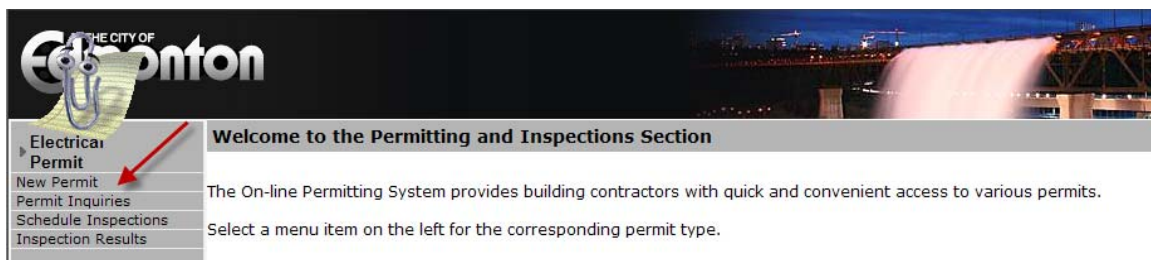 THE CITY OF
Edmonton
Electrical
Permit
New Permit
Permit Inquiries
Schedule Inspections
Inspection Results
Welcome to the Permitting and Inspections Section
The On-line Permitting System provides building contractors with quick and convenient access to various permits.
Select a menu item on the left for the corresponding permit type.